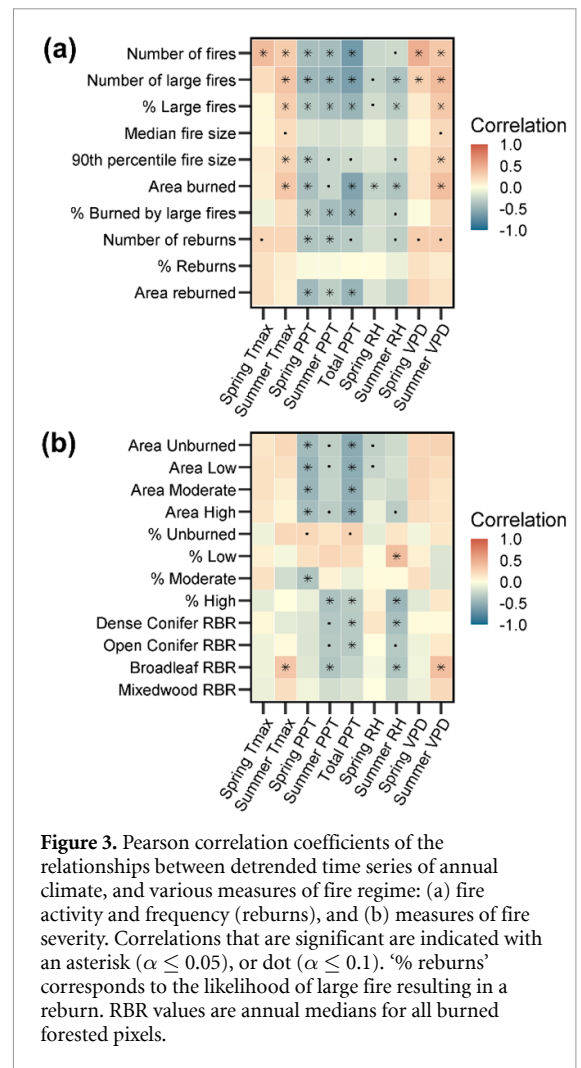 (a)
Number of fires
Number of large fires
% Large fires
Median fire size
90th percentile fire size
Area burned
% Burned by large fires
Number of reburns
% Reburns
Area reburned
Spring Tmax
Summer Tmax
Spring PPT
Summer PPT
Total PPT
Spring RH
Summer RH
Spring VPD
Summer VPD
Correlation
1.0
0.5
0.0
-0.5
-1.0
(b)
Area Unburned
Area Low
Area Moderate
Area High
% Unburned
% Low
% Moderate
% High
Dense Conifer RBR
Open Conifer RBR
Broadleaf RBR
Mixedwood RBR
Spring Tmax
Summer Tmax
Spring PPT
Summer PPT
Total PPT
Spring RH
Summer RH
Spring VPD
Summer VPD
Correlation
1.0
0.5
0.0
-0.5
-1.0
Figure 3. Pearson correlation coefficients of the
relationships between detrended time series of annual
climate, and various measures of fire regime: (a) fire
activity and frequency (reburns), and (b) measures of fire
severity. Correlations that are significant are indicated with
an asterisk (α ≤ 0.05), or dot (α ≤ 0.1). ‘% reburns’
corresponds to the likelihood of large fire resulting in a
reburn. RBR values are annual medians for all burned
forested pixels.